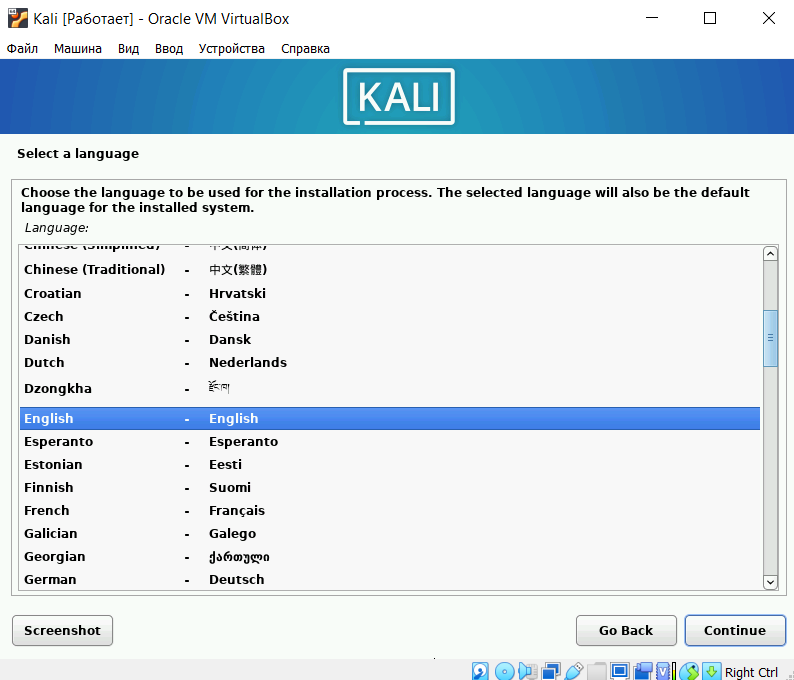 Kali [Работает] - Oracle VM VirtualBox
Файл Машина Вид Ввод Устройства Справка
KALI
Select a language
Choose the language to be used for the installation process. The selected language will also be the default
language for the installed system.
Language:
Chinese (Simplified) - 中文(简体)
Chinese (Traditional) - 中文(繁體)
Croatian - Hrvatski
Czech - Čeština
Danish - Dansk
Dutch - Nederlands
Dzongkha - རྫོང་ཁ།
English - English
Esperanto - Esperanto
Estonian - Eesti
Finnish - Suomi
French - Français
Galician - Galego
Georgian - ქართული
German - Deutsch
Screenshot Go Back Continue
Right Ctrl